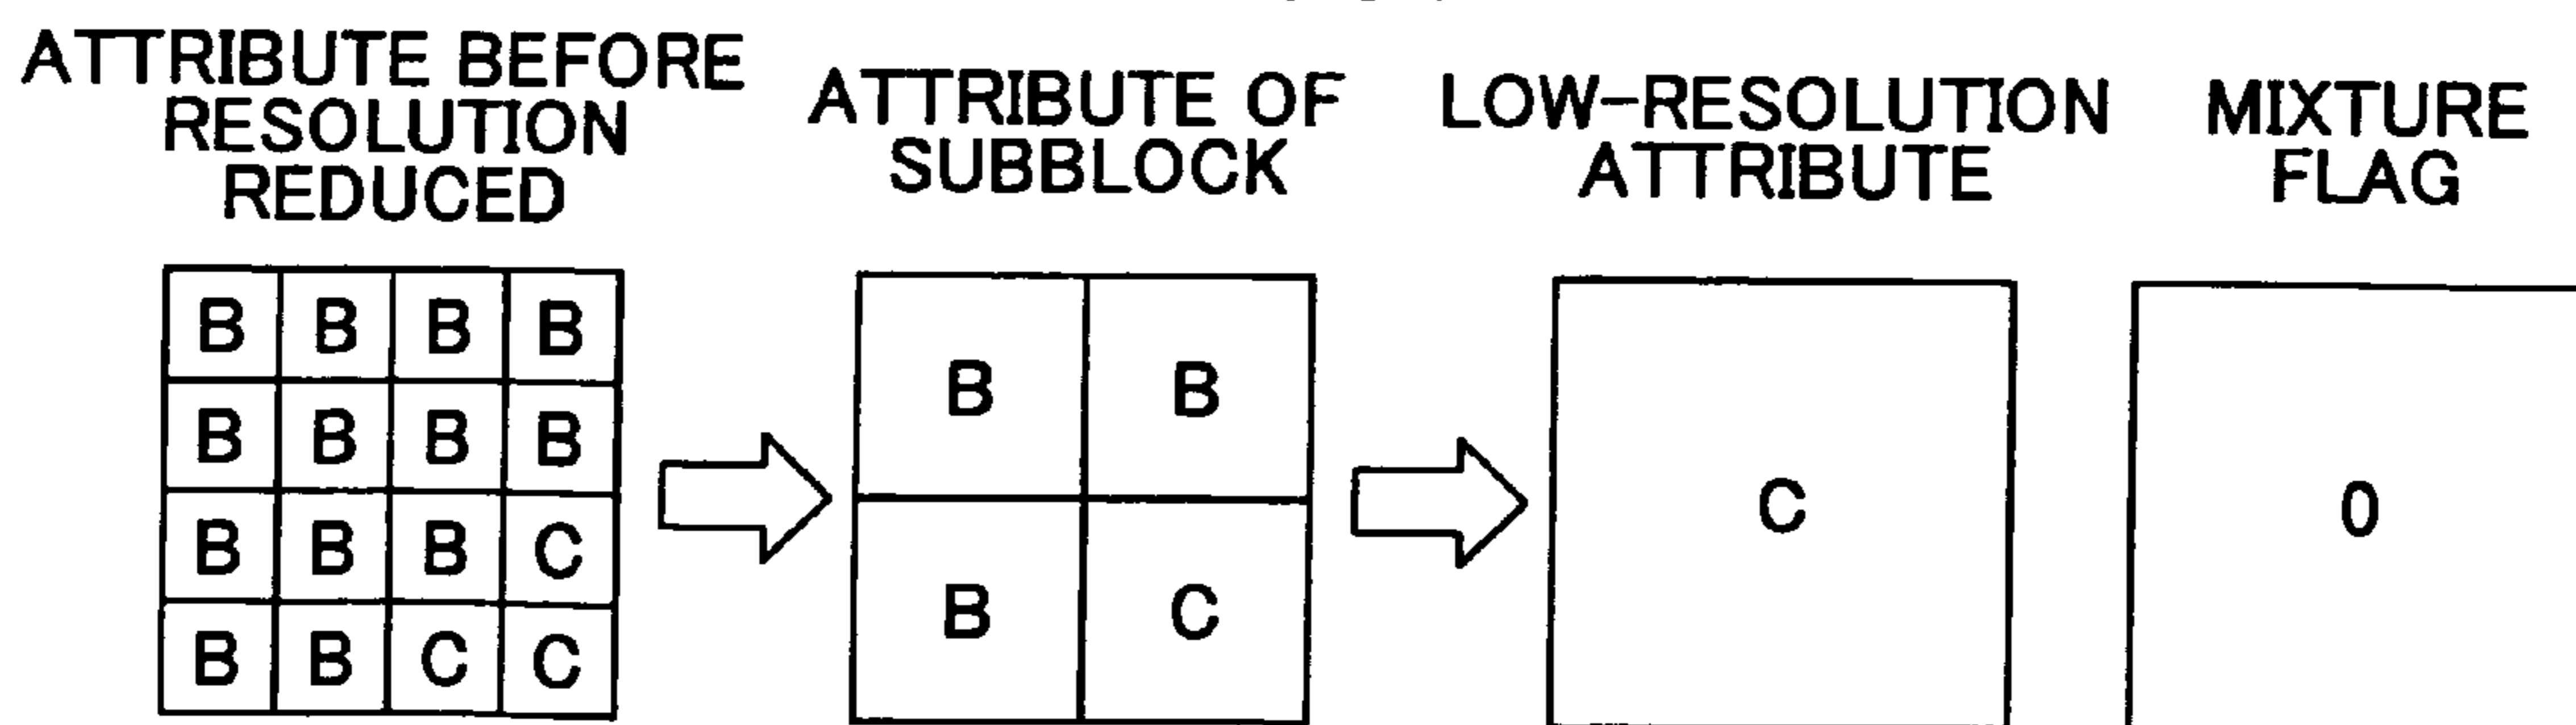 ATTRIBUTE BEFORE
RESOLUTION
REDUCED
ATTRIBUTE OF
SUBBLOCK
LOW-RESOLUTION
ATTRIBUTE
MIXTURE
FLAG
B B B B
B B B B
B B B C
B B C C
B B
B C
C
0